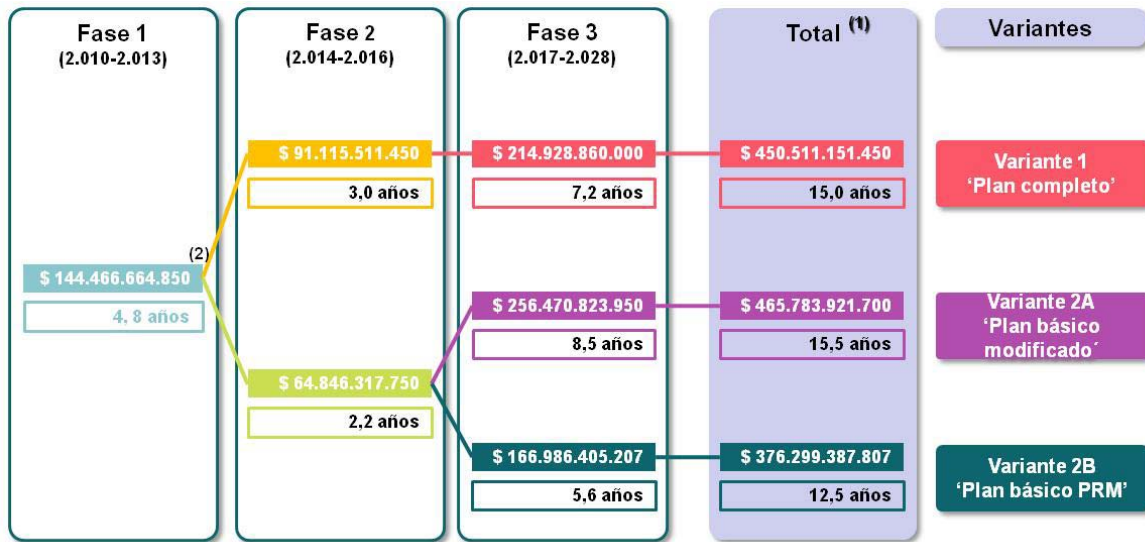 Fase 1
(2.010-2.013)
Fase 2
(2.014-2.016)
Fase 3
(2.017-2.028)
Total (1)
Variantes
$ 91.115.511.450
$ 214.928.860.000
$ 450.511.151.450
Variante 1
‘Plan completo’
3,0 años
7,2 años
15,0 años
(2)
$ 144.466.664.850
4, 8 años
$ 256.470.823.950
$ 465.783.921.700
Variante 2A
‘Plan básico
modificado´
8,5 años
15,5 años
$ 64.846.317.750
2,2 años
$ 166.986.405.207
$ 376.299.387.807
Variante 2B
‘Plan básico PRM’
5,6 años
12,5 años